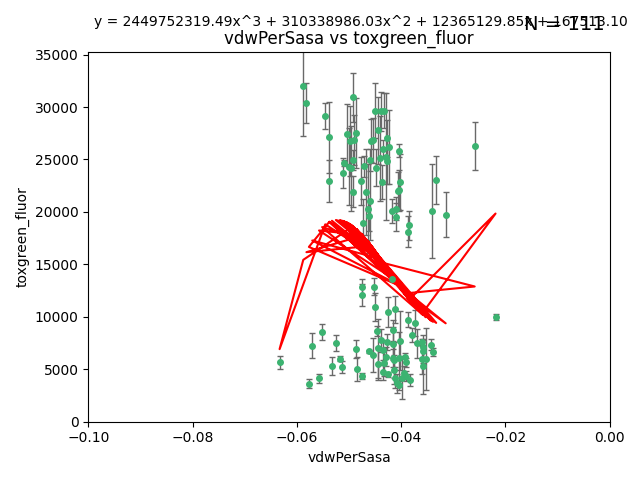 y = 2449752319.49x^3 + 310338986.03x^2 + 12365129.85x + 167513.10
N = 111
vdwPerSasa vs toxgreen_fluor
35000
30000
25000
20000
15000
10000
5000
0
toxgreen_fluor
−0.10 −0.08 −0.06 −0.04 −0.02 0.00
vdwPerSasa